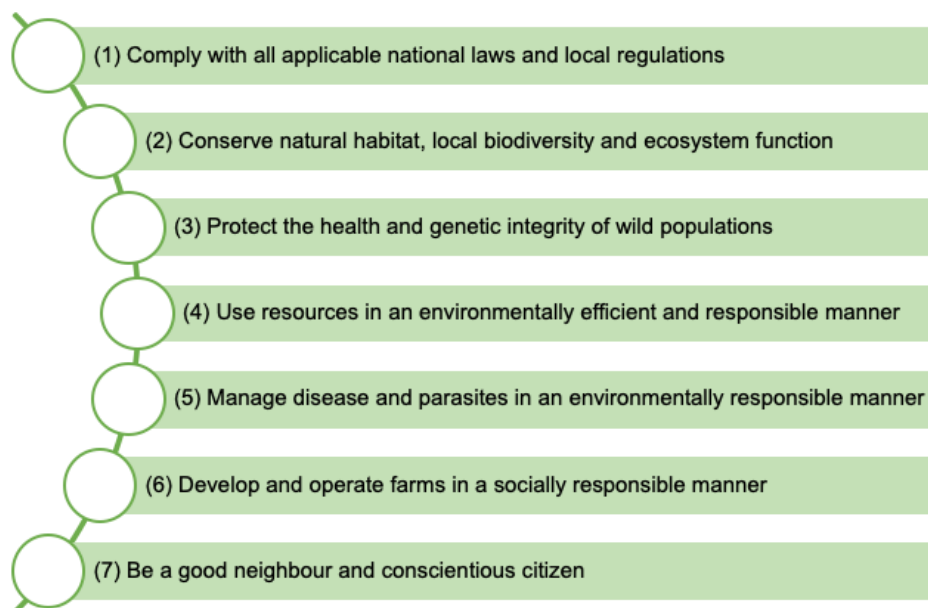 (1) Comply with all applicable national laws and local regulations
(2) Conserve natural habitat, local biodiversity and ecosystem function
(3) Protect the health and genetic integrity of wild populations
(4) Use resources in an environmentally efficient and responsible manner
(5) Manage disease and parasites in an environmentally responsible manner
(6) Develop and operate farms in a socially responsible manner
(7) Be a good neighbour and conscientious citizen